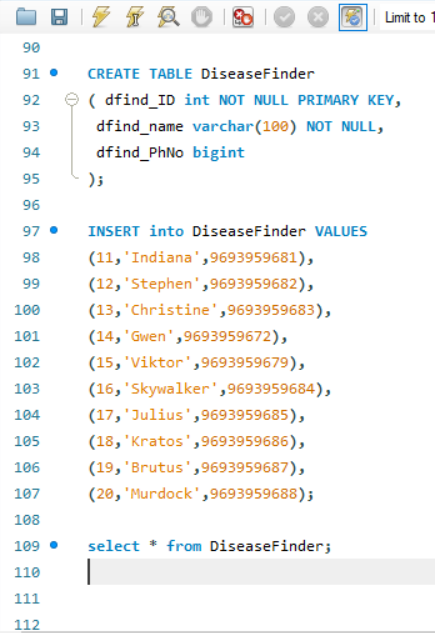 Limit to 1
90
91 CREATE TABLE DiseaseFinder
92 ( dfind_ID int NOT NULL PRIMARY KEY,
93 dfind_name varchar(100) NOT NULL,
94 dfind_PhNo bigint
95 );
96
97 INSERT into DiseaseFinder VALUES
98 (11,'Indiana',9693959681),
99 (12,'Stephen',9693959682),
100 (13,'Christine',9693959683),
101 (14,'Gwen',9693959672),
102 (15,'Viktor',9693959679),
103 (16,'Skywalker',9693959684),
104 (17,'Julius',9693959685),
105 (18,'Kratos',9693959686),
106 (19,'Brutus',9693959687),
107 (20,'Murdock',9693959688);
108
109 select * from DiseaseFinder;
110
111
112